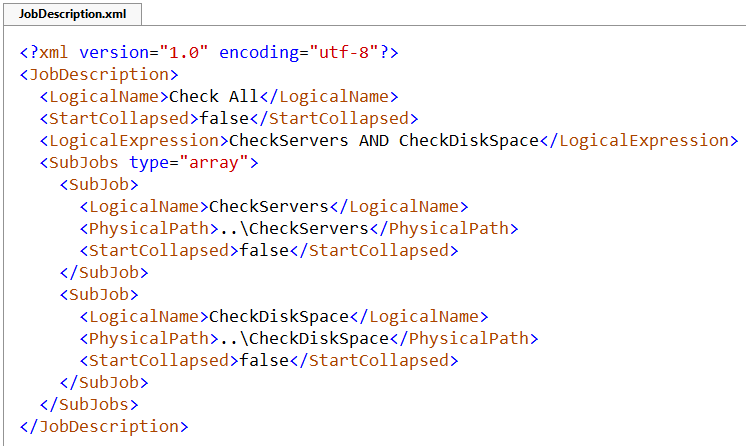 JobDescription.xml
<?xml version="1.0" encoding="utf-8"?>
<JobDescription>
  <LogicalName>Check All</LogicalName>
  <StartCollapsed>false</StartCollapsed>
  <LogicalExpression>CheckServers AND CheckDiskSpace</LogicalExpression>
  <SubJobs type="array">
    <SubJob>
      <LogicalName>CheckServers</LogicalName>
      <PhysicalPath>..\CheckServers</PhysicalPath>
      <StartCollapsed>false</StartCollapsed>
    </SubJob>
    <SubJob>
      <LogicalName>CheckDiskSpace</LogicalName>
      <PhysicalPath>..\CheckDiskSpace</PhysicalPath>
      <StartCollapsed>false</StartCollapsed>
    </SubJob>
  </SubJobs>
</JobDescription>